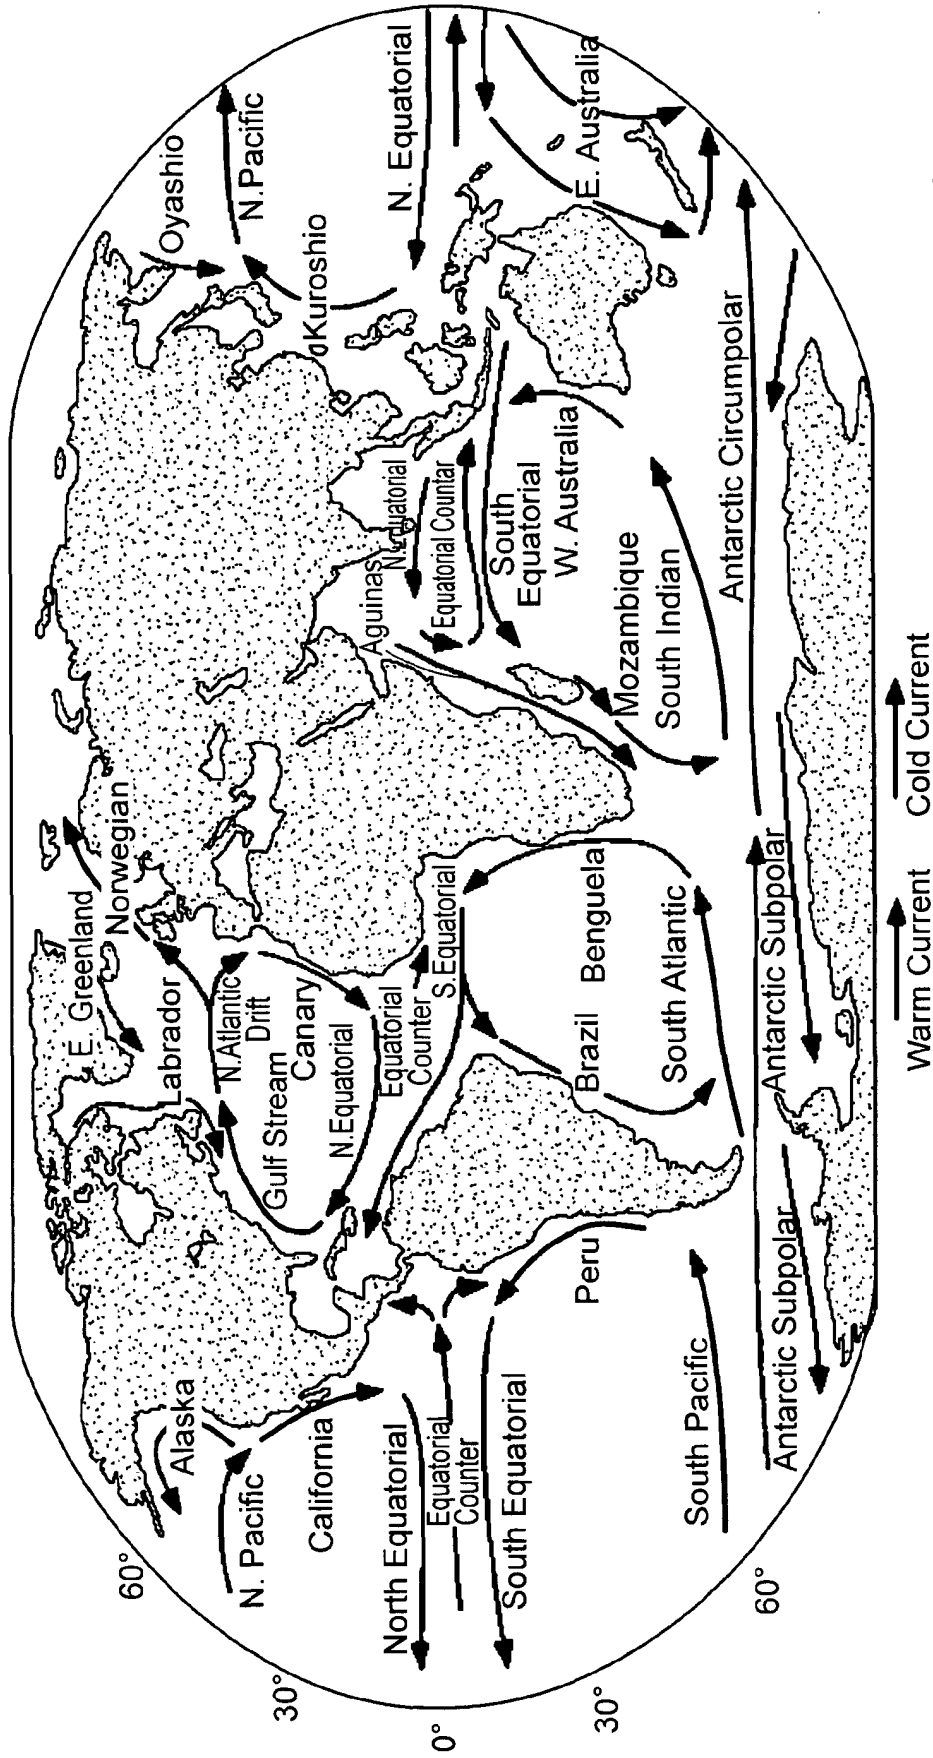 60°
30°
0°
30°
60°
Alaska
N. Pacific
California
North Equatorial
Equatorial
Counter
South Equatorial
South Pacific
Antarctic Subpolar
Peru
Labrador
E. Greenland
Norwegian
N. Atlantic
Drift
Gulf Stream
Canary
N.Equatorial
Equatorial
Counter
S. Equatorial
Brazil
Benguela
South Atlantic
Antarctic Subpolar
Aguinas
N. Equatorial
Equatorial Countar
South
Equatorial
W. Australia
Mozambique
South Indian
Antarctic Circumpolar
Oyashio
N.Pacific
Kuroshio
N. Equatorial
E. Australia
Warm Current
Cold Current